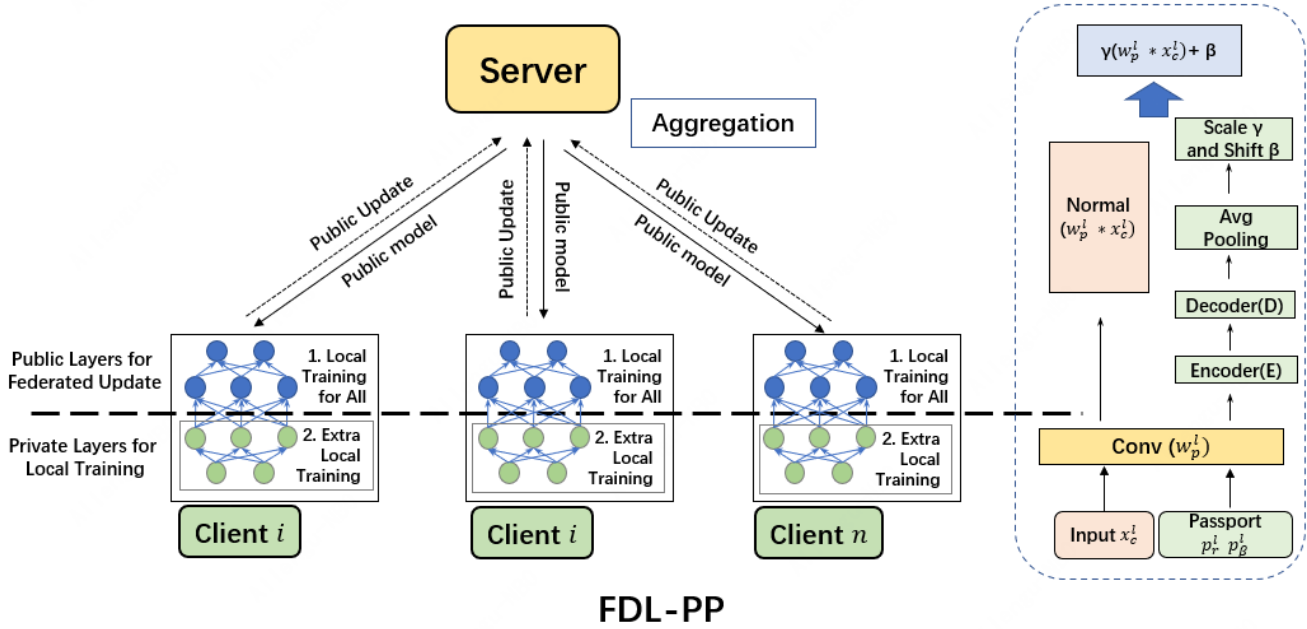 Server
Aggregation
Public Update
Public model
Public Update
Public model
Public Update
Public model
Public Layers for
Federated Update
Private Layers for
Local Training
1. Local
Training
for All
2. Extra
Local
Training
Client i
1. Local
Training
for All
2. Extra
Local
Training
Client i
1. Local
Training
for All
2. Extra
Local
Training
Client n
γ(w_p^l * x_c^l)+ β
Scale γ
and Shift β
Normal
(w_p^l * x_c^l)
Avg
Pooling
Decoder(D)
Encoder(E)
Conv (w_p^l)
Input x_c^l
Passport
p_r^l p_β^l
FDL-PP